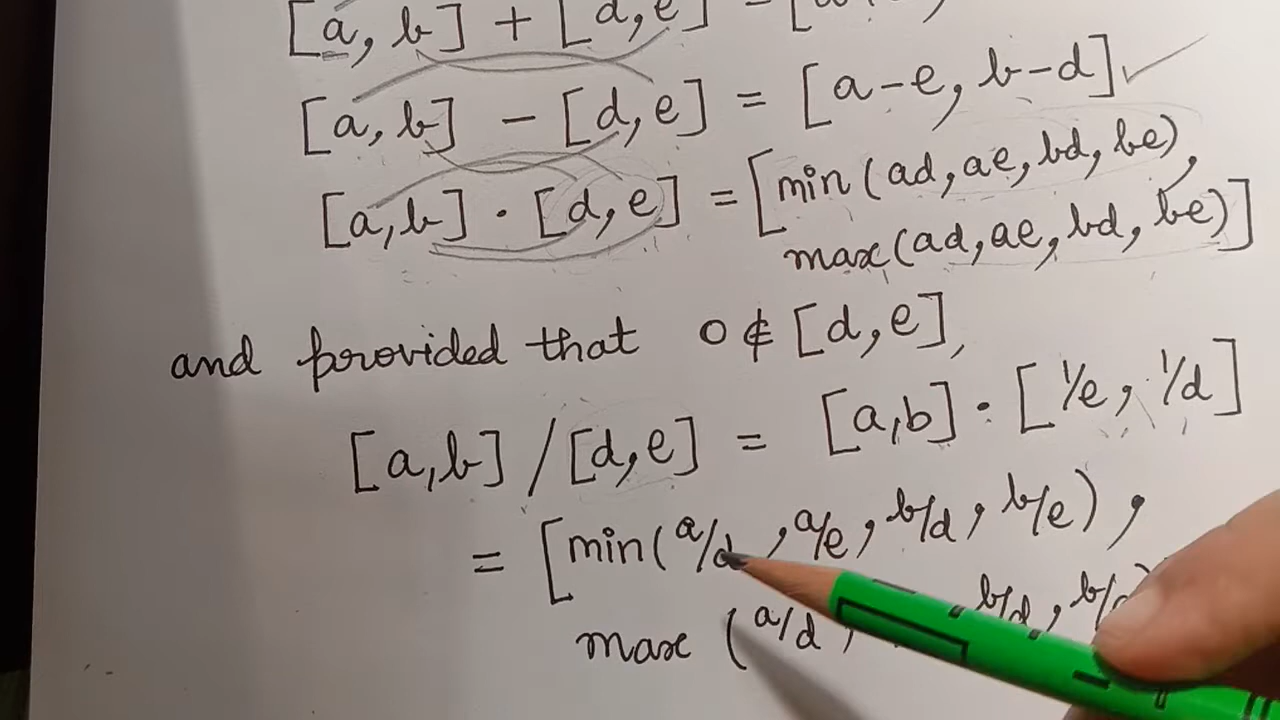 [a, b] + [d, e] = [a
[a, b] - [d, e] = [a-e, b-d] ✓
[a, b] · [d, e] = [min (ad, ae, bd, be),
max (ad, ae, bd, be)]
and provided that 0 ∉ [d, e],
[a, b] / [d, e] = [a, b] · [1/e, 1/d]
= [min (a/d, a/e, b/d, b/e),
max (a/d, b/d,